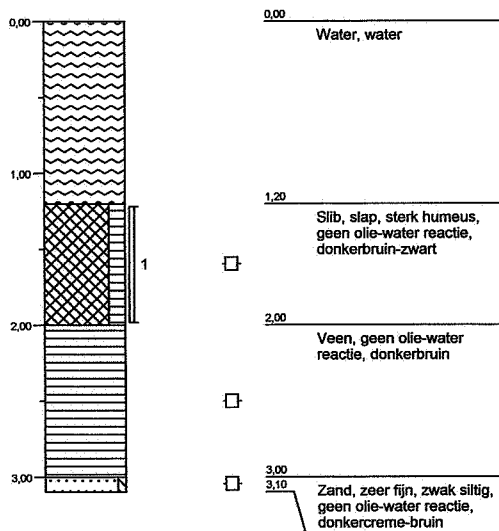 0,00
0,00
Water, water
1,00
1,20
Slib, slap, sterk humeus,
geen olie-water reactie,
donkerbruin-zwart
1
2,00
2,00
Veen, geen olie-water
reactie, donkerbruin
3,00
3,00
3,10
Zand, zeer fijn, zwak siltig,
geen olie-water reactie,
donkercreme-bruin